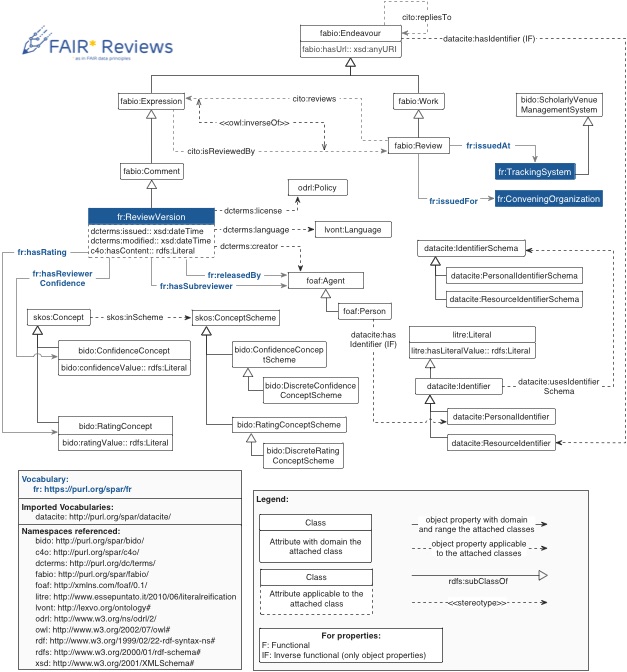 cito:repliesTo
fabio:Endeavour
datacite:hasIdentifier (IF)
fabio:hasUrl:: xsd:anyURI
FAIR* Reviews
as in FAIR data principles
fabio:Expression
cito:reviews
fabio:Work
bido:ScholarlyVenue
ManagementSystem
<<owl:inverseOf>>
cito:isReviewedBy
fabio:Review
fr:issuedAt
fabio:Comment
fr:TrackingSystem
odrl:Policy
fr:issuedFor
fr:ConveningOrganization
fr:ReviewVersion
dcterms:license
dcterms:issued:: xsd:dateTime
dcterms:modified:: xsd:dateTime
c4o:hasContent:: rdfs:Literal
dcterms:language
lvont:Language
dcterms:creator
datacite:IdentifierSchema
fr:hasRating
fr:hasReviewer
Confidence
fr:releasedBy
fr:hasSubreviewer
foaf:Agent
datacite:PersonalIdentifierSchema
datacite:ResourceIdentifierSchema
foaf:Person
skos:Concept
skos:inScheme
skos:ConceptScheme
datacite:has
Identifier (IF)
litre:Literal
litre:hasLiteralValue:: rdfs:Literal
bido:ConfidenceConcept
bido:confidenceValue:: rdfs:Literal
bido:ConfidenceConcep
tScheme
bido:DiscreteConfidence
ConceptScheme
datacite:Identifier
datacite:usesIdentifier
Schema
bido:RatingConcept
bido:ratingValue:: rdfs:Literal
bido:RatingConceptScheme
bido:DiscreteRating
ConceptScheme
datacite:PersonalIdentifier
datacite:ResourceIdentifier
Vocabulary:
fr: https://purl.org/spar/fr
Imported Vocabularies:
datacite: http://purl.org/spar/datacite/
Namespaces referenced:
bido: http://purl.org/spar/bido/
c4o: http://purl.org/spar/c4o/
dcterms: http://purl.org/dc/terms/
fabio: http://purl.org/spar/fabio/
foaf: http://xmlns.com/foaf/0.1/
litre: http://www.essepuntato.it/2010/06/literalreification
lvont: http://lexvo.org/ontology#
odrl: http://www.w3.org/ns/odrl/2/
owl: http://www.w3.org/2002/07/owl#
rdf: http://www.w3.org/1999/02/22-rdf-syntax-ns#
rdfs: http://www.w3.org/2000/01/rdf-schema#
xsd: http://www.w3.org/2001/XMLSchema#
Legend:
Class
Attribute with domain the
attached class
object property with domain
and range the attached classes
object property applicable
to the attached classes
Class
Attribute applicable to the
attached class
rdfs:subClassOf
<<stereotype>>
For properties:
F: Functional
IF: Inverse functional (only object properties)